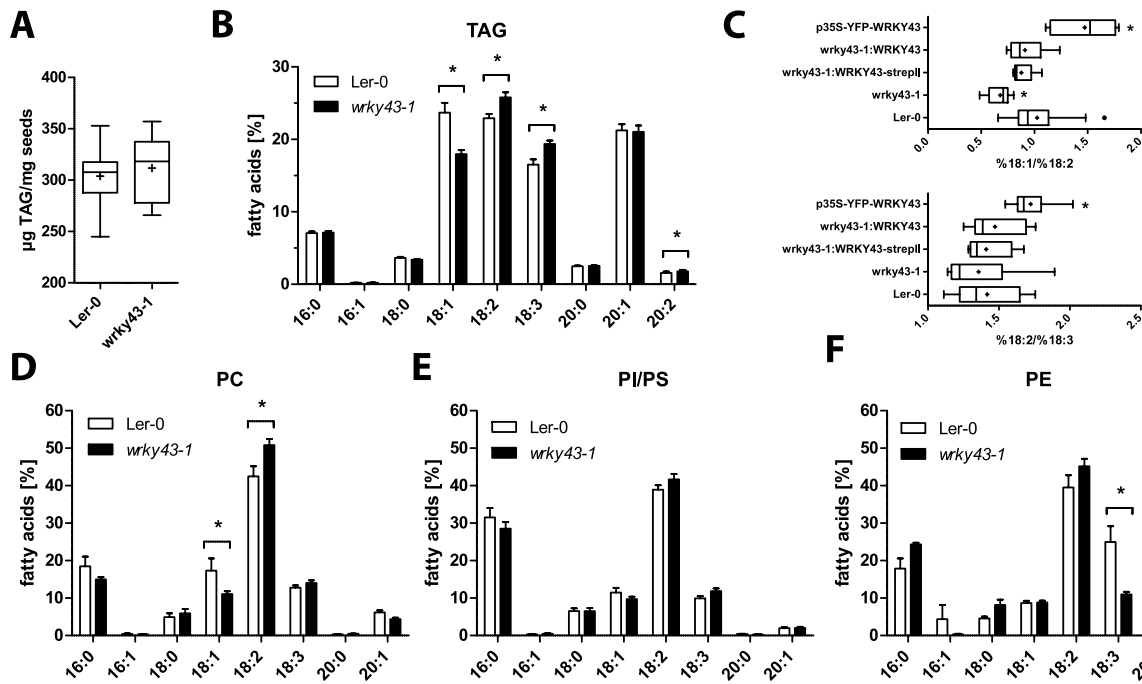 A
µg TAG/mg seeds
400
350
300
250
200
Ler-0
wrky43-1
B
TAG
Ler-0
wrky43-1
fatty acids [%]
30
20
10
0
* * * *
16:0 16:1 18:0 18:1 18:2 18:3 20:0 20:1 20:2
C
p35S-YFP-WRKY43 *
wrky43-1:WRKY43
wrky43-1:WRKY43-strepII
wrky43-1 *
Ler-0
0.0 0.5 1.0 1.5 2.0
%18:1/%18:2
p35S-YFP-WRKY43 *
wrky43-1:WRKY43
wrky43-1:WRKY43-strepII
wrky43-1
Ler-0
1.0 1.5 2.0 2.5
%18:2/%18:3
D
PC
Ler-0
wrky43-1
fatty acids [%]
60
50
40
30
20
10
0
* *
16:0 16:1 18:0 18:1 18:2 18:3 20:0 20:1
E
PI/PS
Ler-0
wrky43-1
fatty acids [%]
60
50
40
30
20
10
0
16:0 16:1 18:0 18:1 18:2 18:3 20:0 20:1
F
PE
Ler-0
wrky43-1
fatty acids [%]
60
50
40
30
20
10
0
*
16:0 16:1 18:0 18:1 18:2 18:3